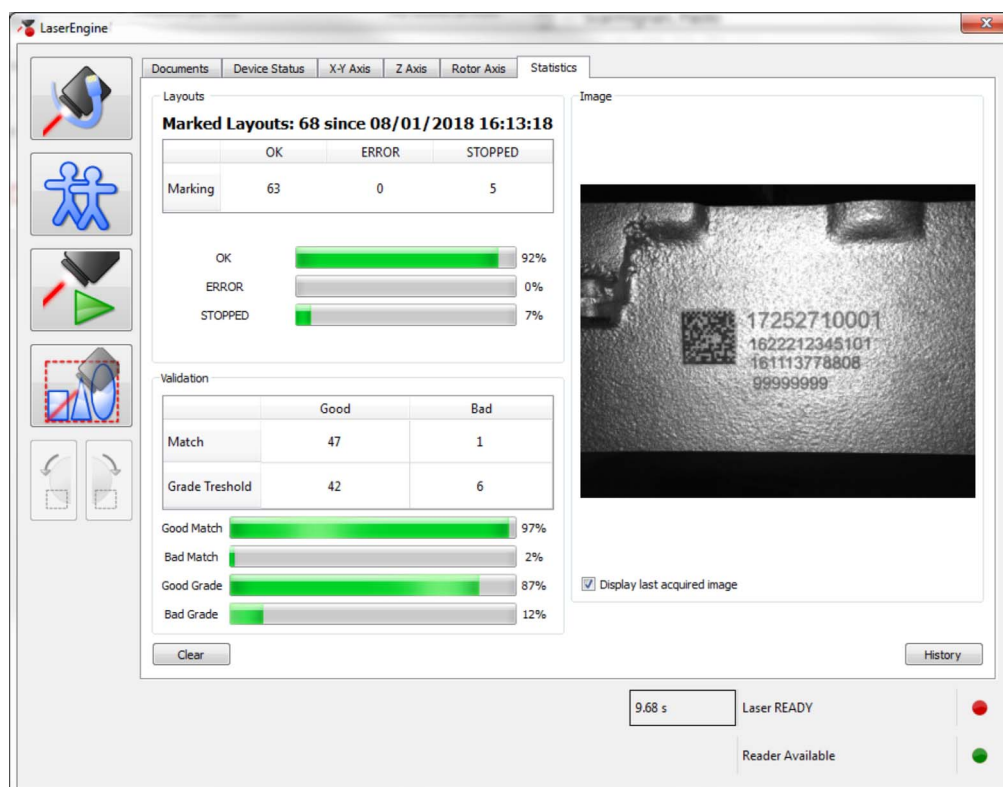 LaserEngine
Documents
Device Status
X-Y Axis
Z Axis
Rotor Axis
Statistics
Layouts
Marked Layouts: 68 since 08/01/2018 16:13:18
OK ERROR STOPPED
Marking 63 0 5
OK 92%
ERROR 0%
STOPPED 7%
Validation
Good Bad
Match 47 1
Grade Treshold 42 6
Good Match 97%
Bad Match 2%
Good Grade 87%
Bad Grade 12%
Clear
Image
17252710001
1622212345101
161113778808
99999999
Display last acquired image
History
9.68 s Laser READY
Reader Available